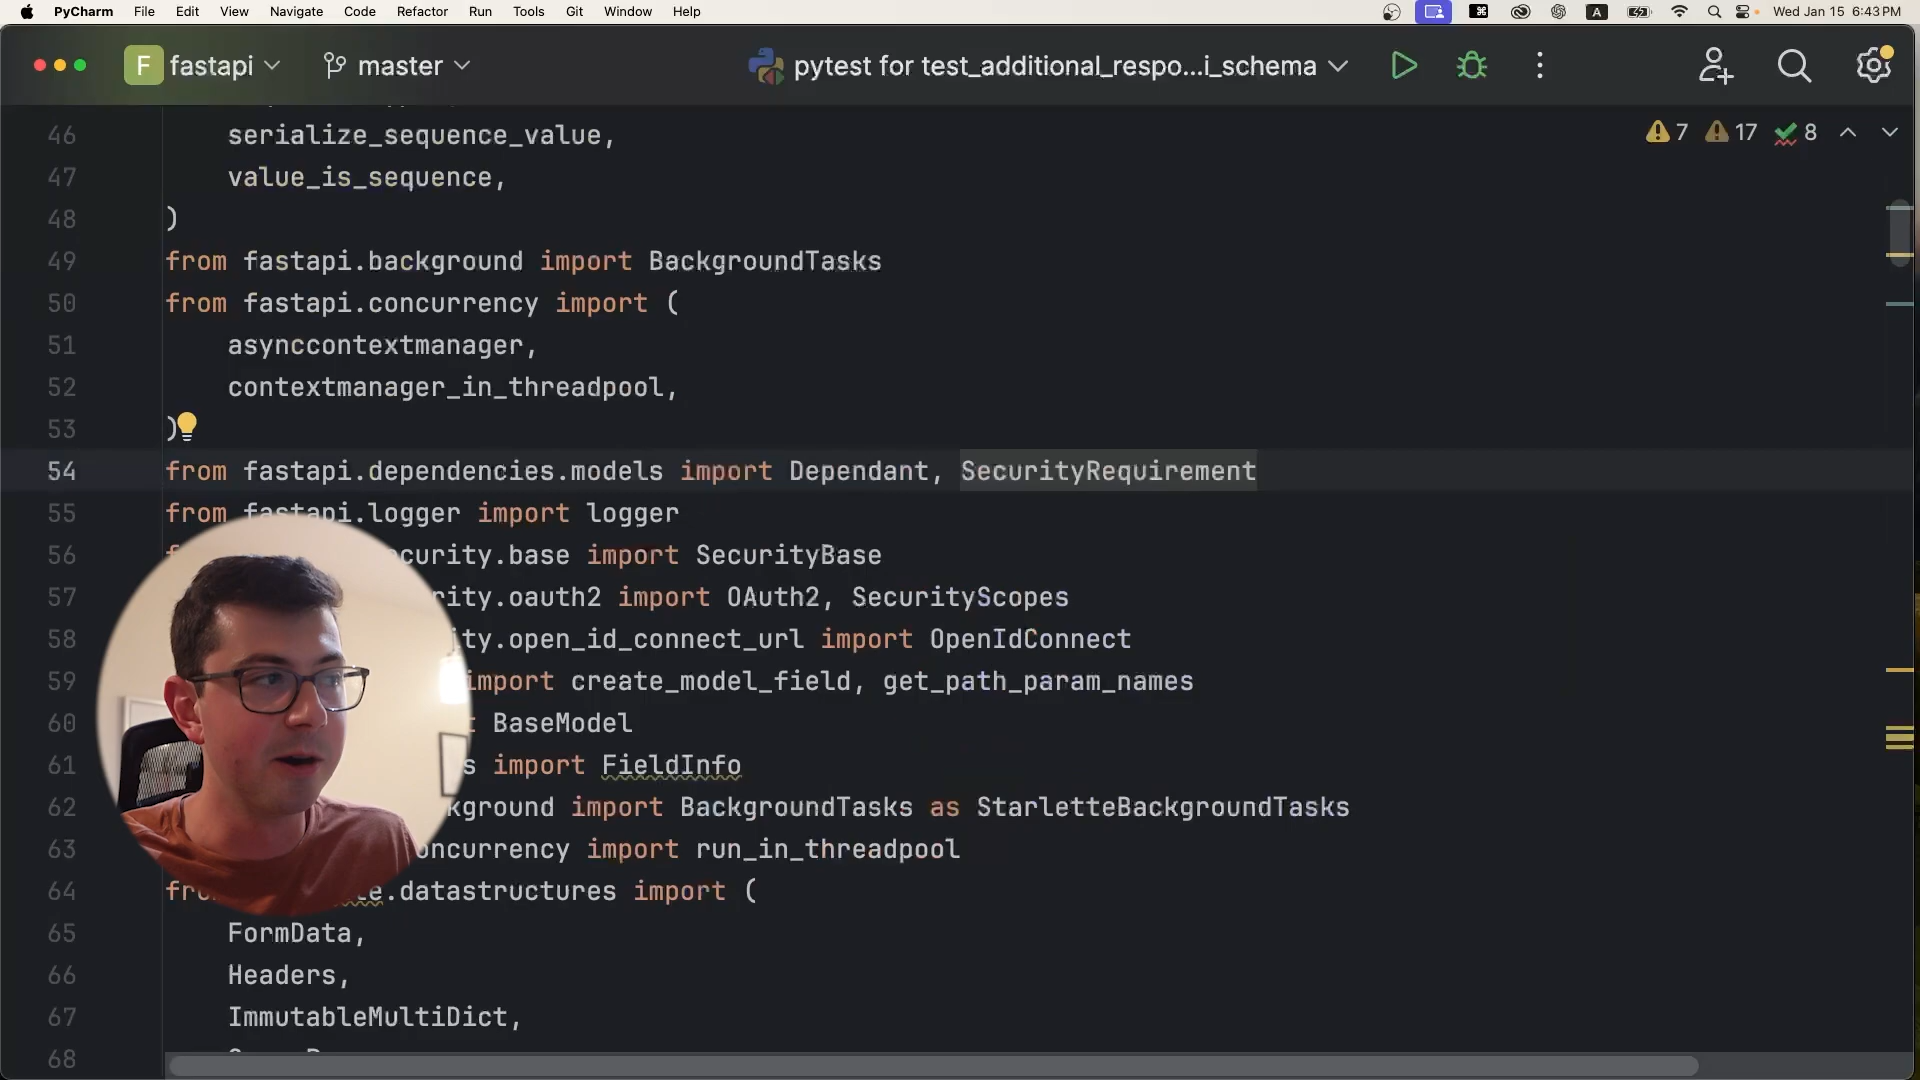 PyCharm File Edit View Navigate Code Refactor Run Tools Git Window Help A Wed Jan 15 6:43 PM
F fastapi master pytest for test_additional_respo...i_schema
7 17 8
46 serialize_sequence_value,
47 value_is_sequence,
48 )
49 from fastapi.background import BackgroundTasks
50 from fastapi.concurrency import (
51 asynccontextmanager,
52 contextmanager_in_threadpool,
53 )
54 from fastapi.dependencies.models import Dependant, SecurityRequirement
55 from fastapi.logger import logger
56 curity.base import SecurityBase
57 rity.oauth2 import OAuth2, SecurityScopes
58 ity.open_id_connect_url import OpenIdConnect
59 import create_model_field, get_path_param_names
60 BaseModel
61 s import FieldInfo
62 kground import BackgroundTasks as StarletteBackgroundTasks
63 oncurrency import run_in_threadpool
64 .datastructures import (
65 FormData,
66 Headers,
67 ImmutableMultiDict,
68